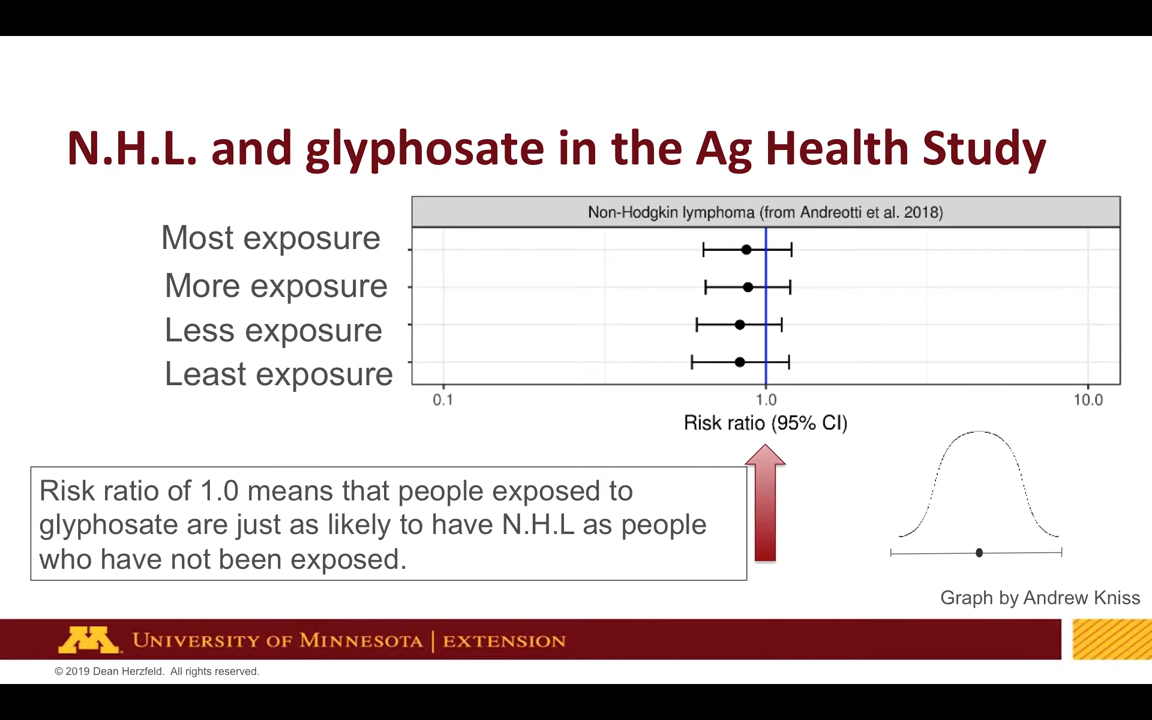 N.H.L. and glyphosate in the Ag Health Study
Non-Hodgkin lymphoma (from Andreotti et al. 2018)
Most exposure
More exposure
Less exposure
Least exposure
0.1 1.0 10.0
Risk ratio (95% CI)
Risk ratio of 1.0 means that people exposed to
glyphosate are just as likely to have N.H.L as people
who have not been exposed.
Graph by Andrew Kniss
M UNIVERSITY OF MINNESOTA | EXTENSION
© 2019 Dean Herzfeld. All rights reserved.